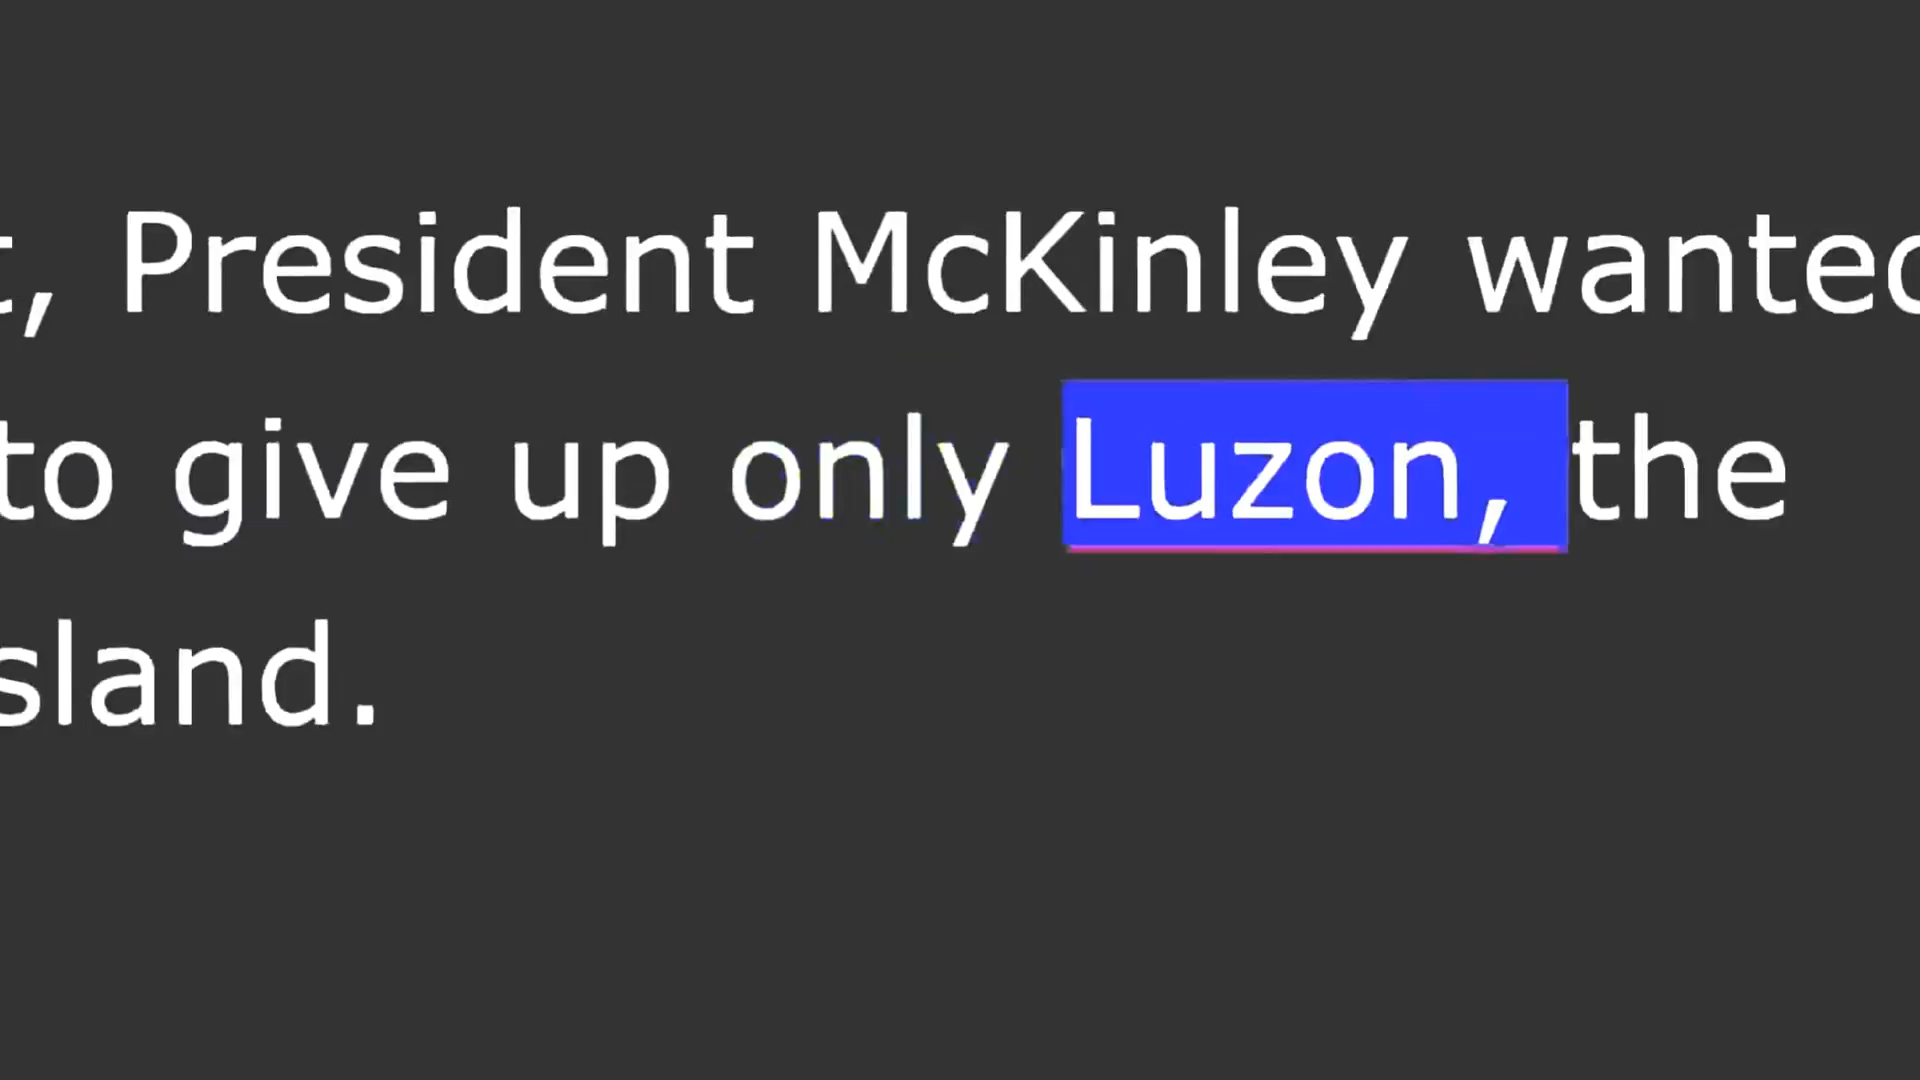 t, President McKinley wanted
to give up only Luzon, the
sland.